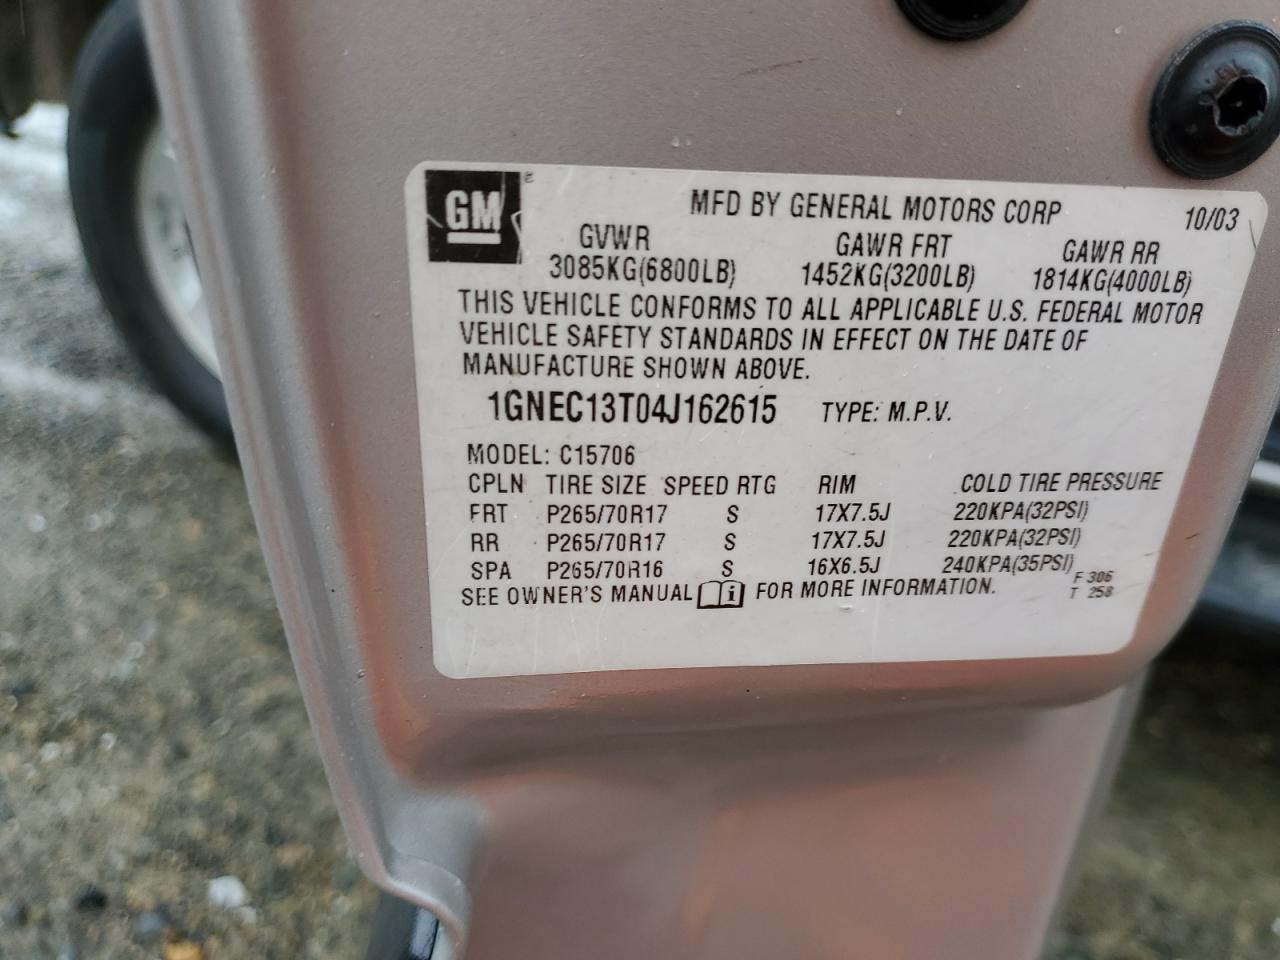 GM®
MFD BY GENERAL MOTORS CORP 10/03
GVWR GAWR FRT GAWR RR
3085KG(6800LB) 1452KG(3200LB) 1814KG(4000LB)
THIS VEHICLE CONFORMS TO ALL APPLICABLE U.S. FEDERAL MOTOR
VEHICLE SAFETY STANDARDS IN EFFECT ON THE DATE OF
MANUFACTURE SHOWN ABOVE.
1GNEC13T04J162615 TYPE: M.P.V.
MODEL: C15706
CPLN TIRE SIZE SPEED RTG RIM COLD TIRE PRESSURE
FRT P265/70R17 S 17X7.5J 220KPA(32PSI)
RR P265/70R17 S 17X7.5J 220KPA(32PSI)
SPA P265/70R16 S 16X6.5J 240KPA(35PSI)
SEE OWNER'S MANUAL i FOR MORE INFORMATION.
F 306
T 258